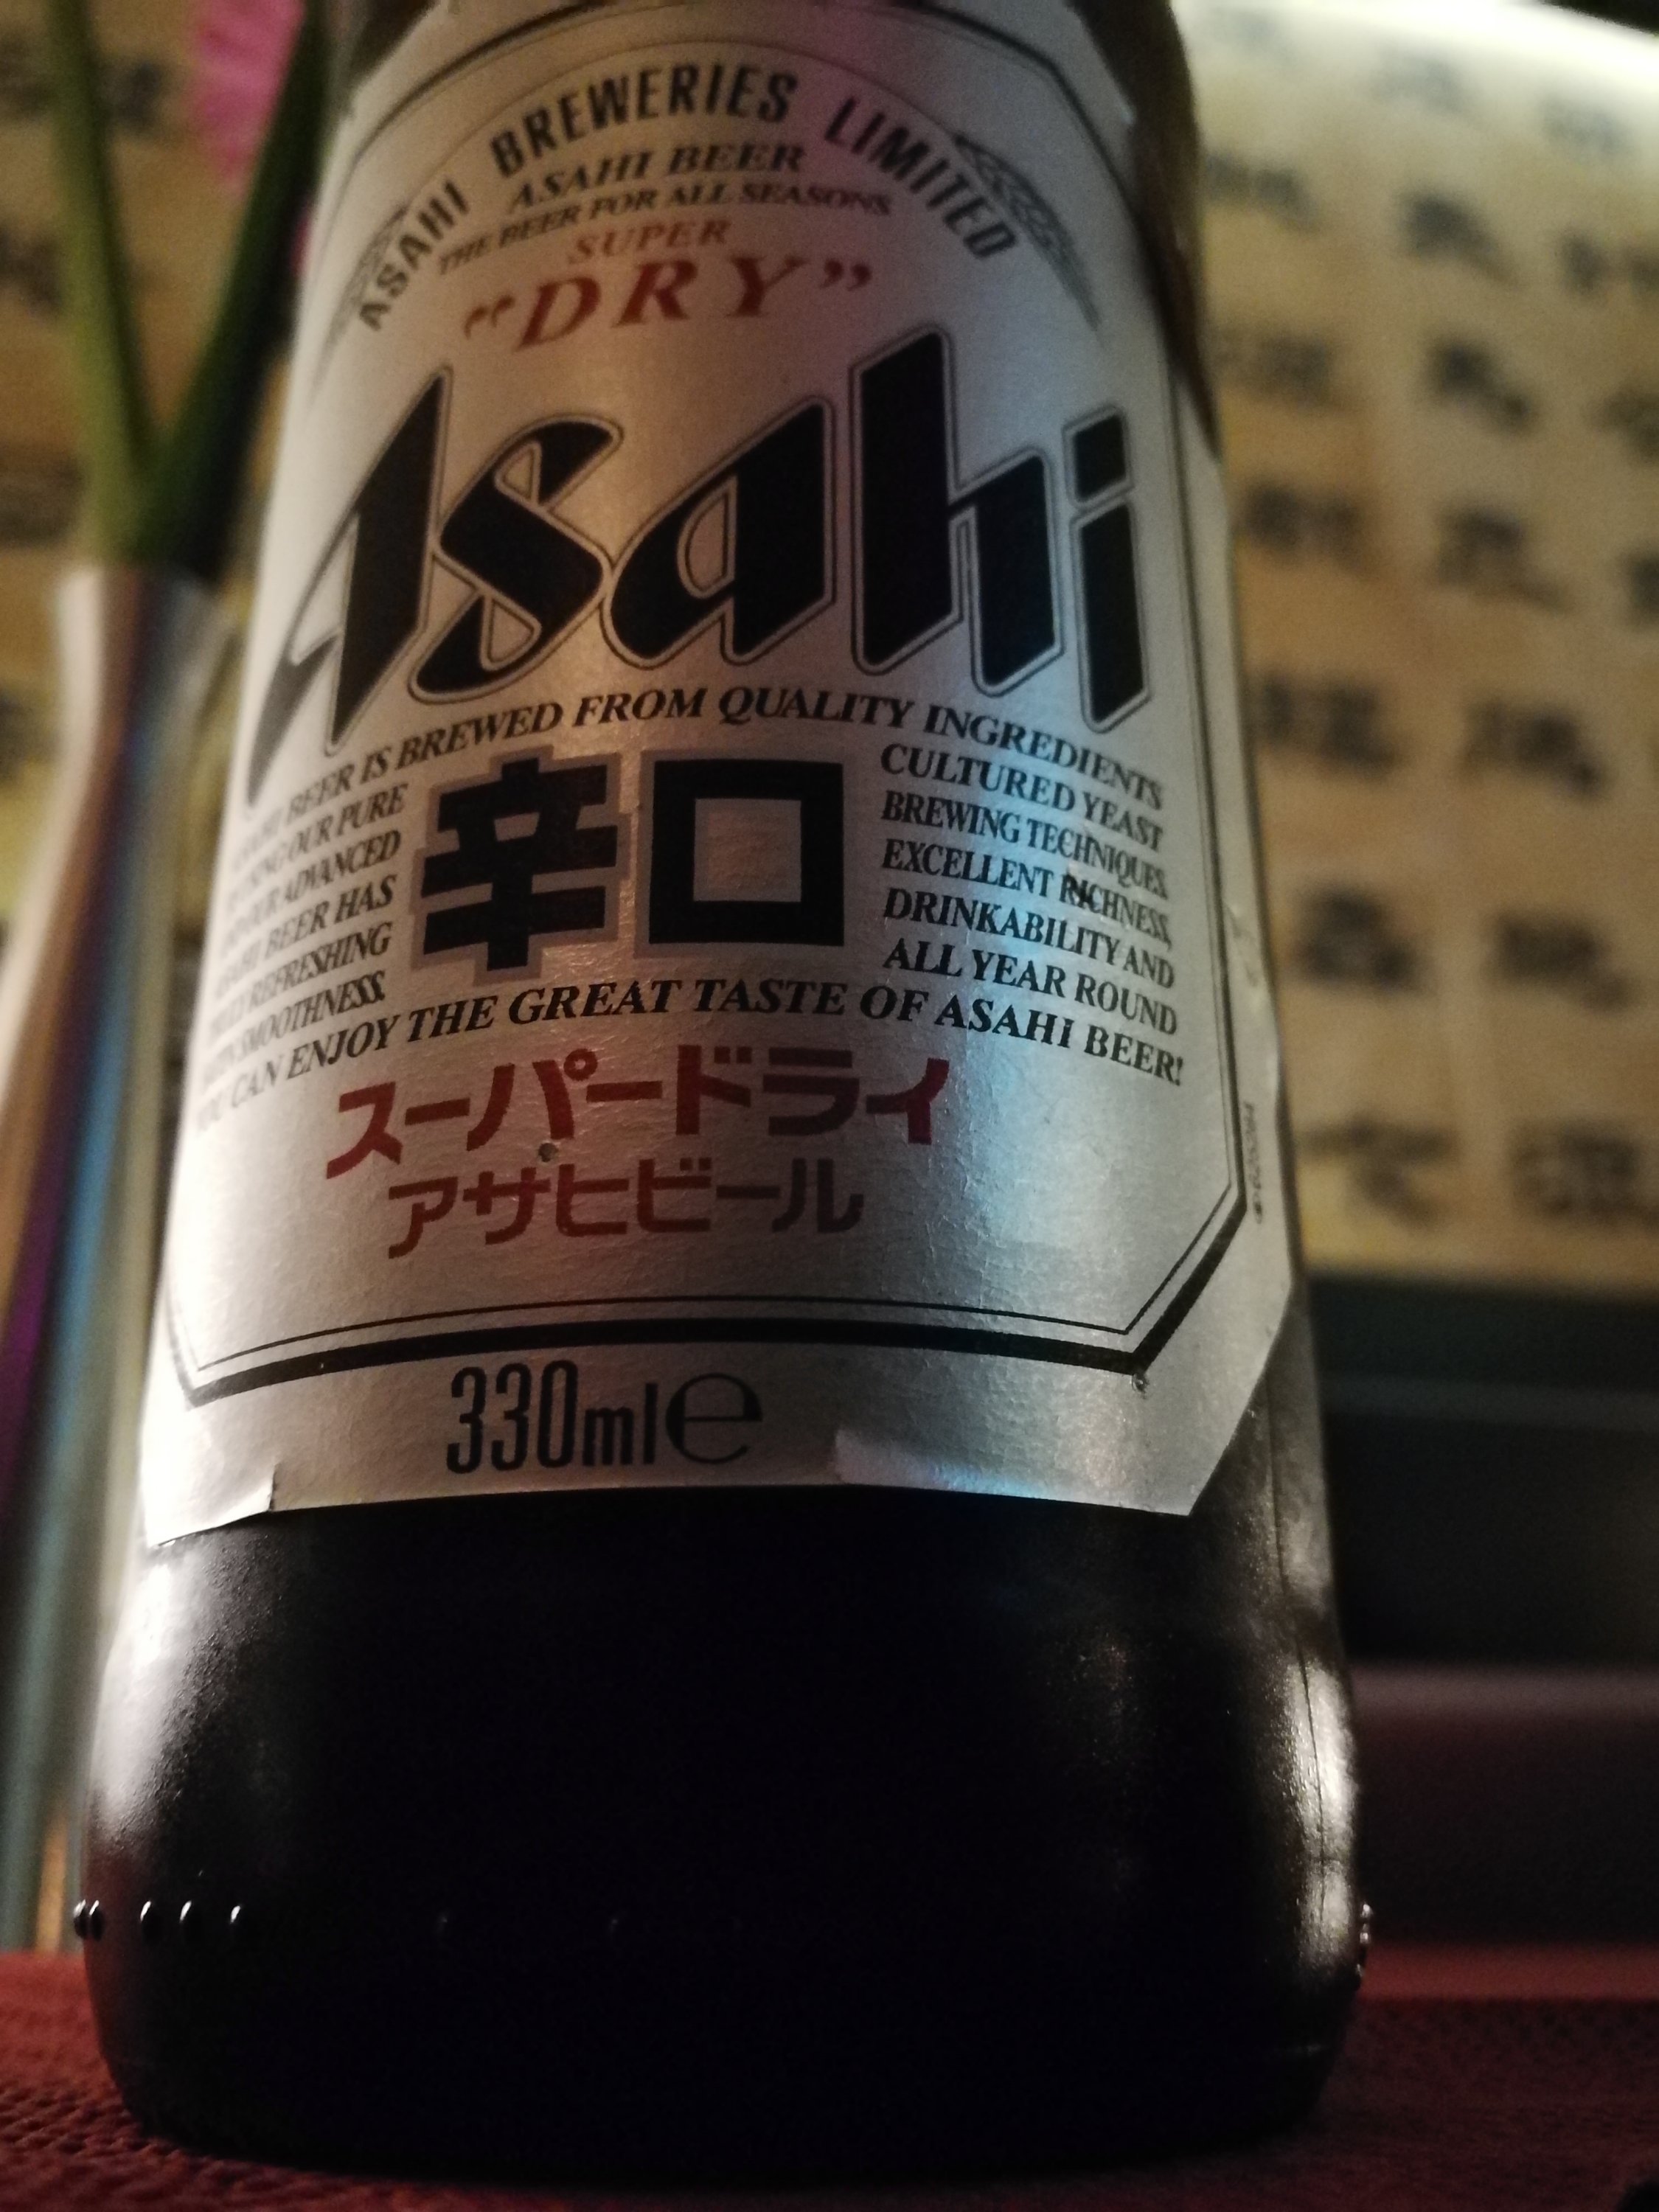 ASAHI BREWERIES LIMITED
ASAHI BEER
THE BEER FOR ALL SEASONS
SUPER
"DRY"
Asahi
BEER IS BREWED FROM QUALITY INGREDIENTS
OUR PURE CULTURED YEAST
OUR ADVANCED BREWING TECHNIQUES.
ASAHI BEER HAS EXCELLENT RICHNESS,
REFRESHING DRINKABILITY AND
SMOOTHNESS. ALL YEAR ROUND
YOU CAN ENJOY THE GREAT TASTE OF ASAHI BEER!
辛口
スーパードライ
アサヒビール
330ml℮